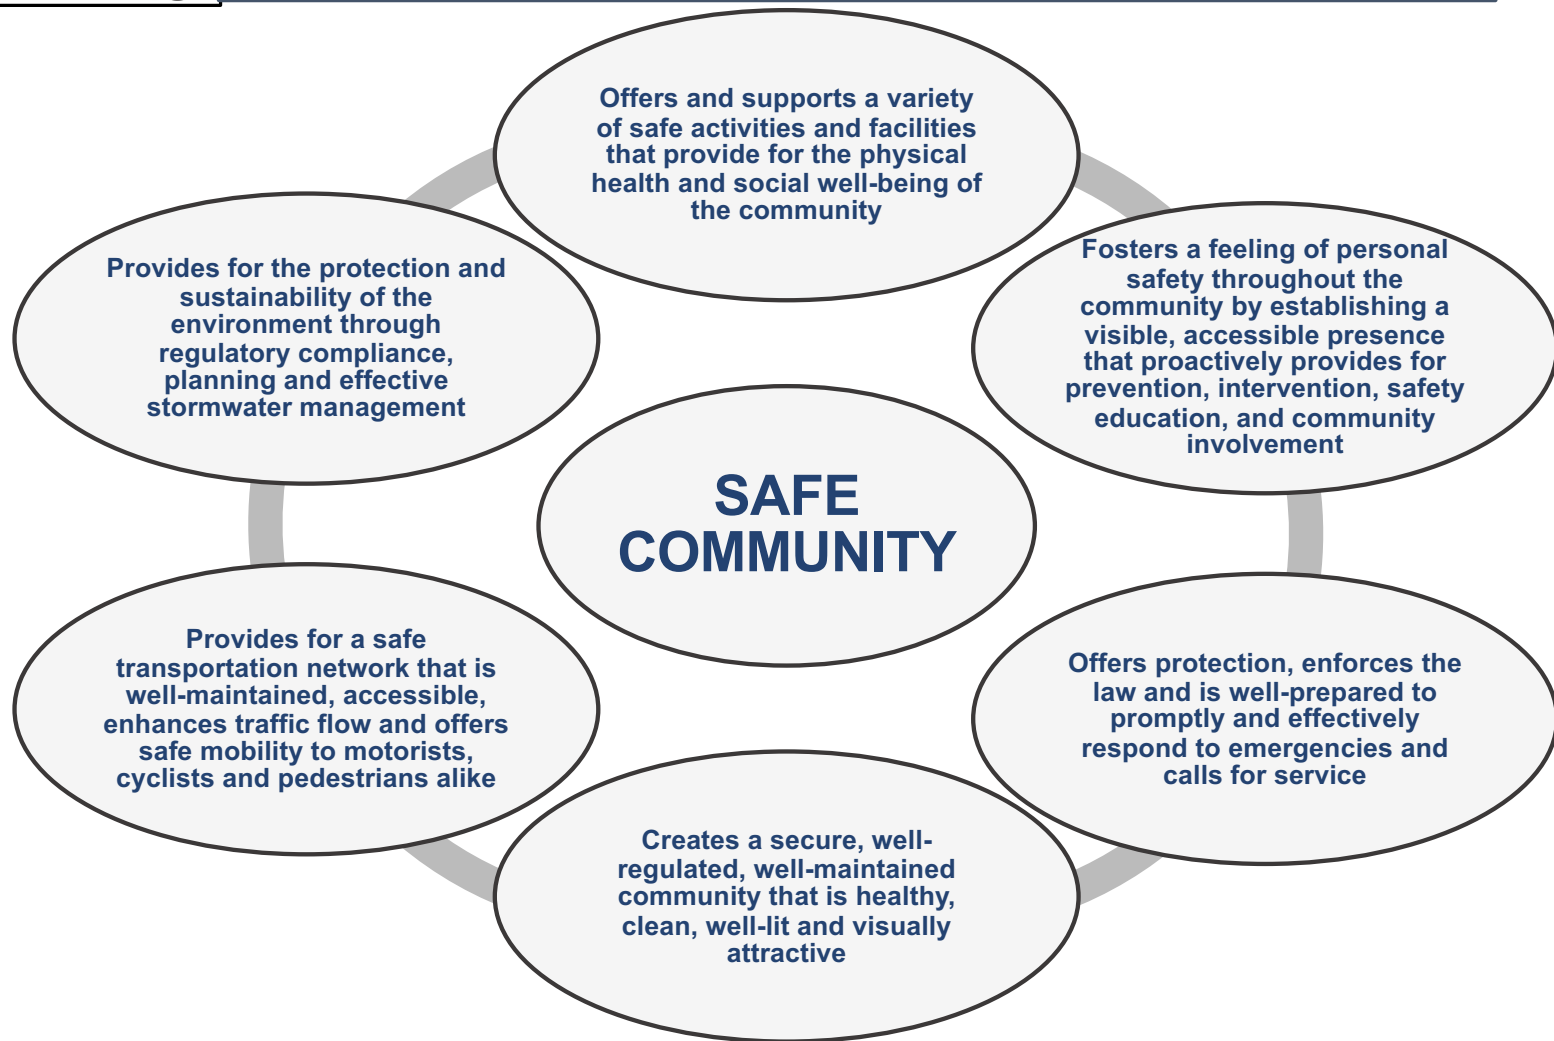 Offers and supports a variety
of safe activities and facilities
that provide for the physical
health and social well-being of
the community
Fosters a feeling of personal
safety throughout the
community by establishing a
visible, accessible presence
that proactively provides for
prevention, intervention, safety
education, and community
involvement
Offers protection, enforces the
law and is well-prepared to
promptly and effectively
respond to emergencies and
calls for service
Creates a secure, well-
regulated, well-maintained
community that is healthy,
clean, well-lit and visually
attractive
Provides for a safe
transportation network that is
well-maintained, accessible,
enhances traffic flow and offers
safe mobility to motorists,
cyclists and pedestrians alike
Provides for the protection and
sustainability of the
environment through
regulatory compliance,
planning and effective
stormwater management
SAFE
COMMUNITY